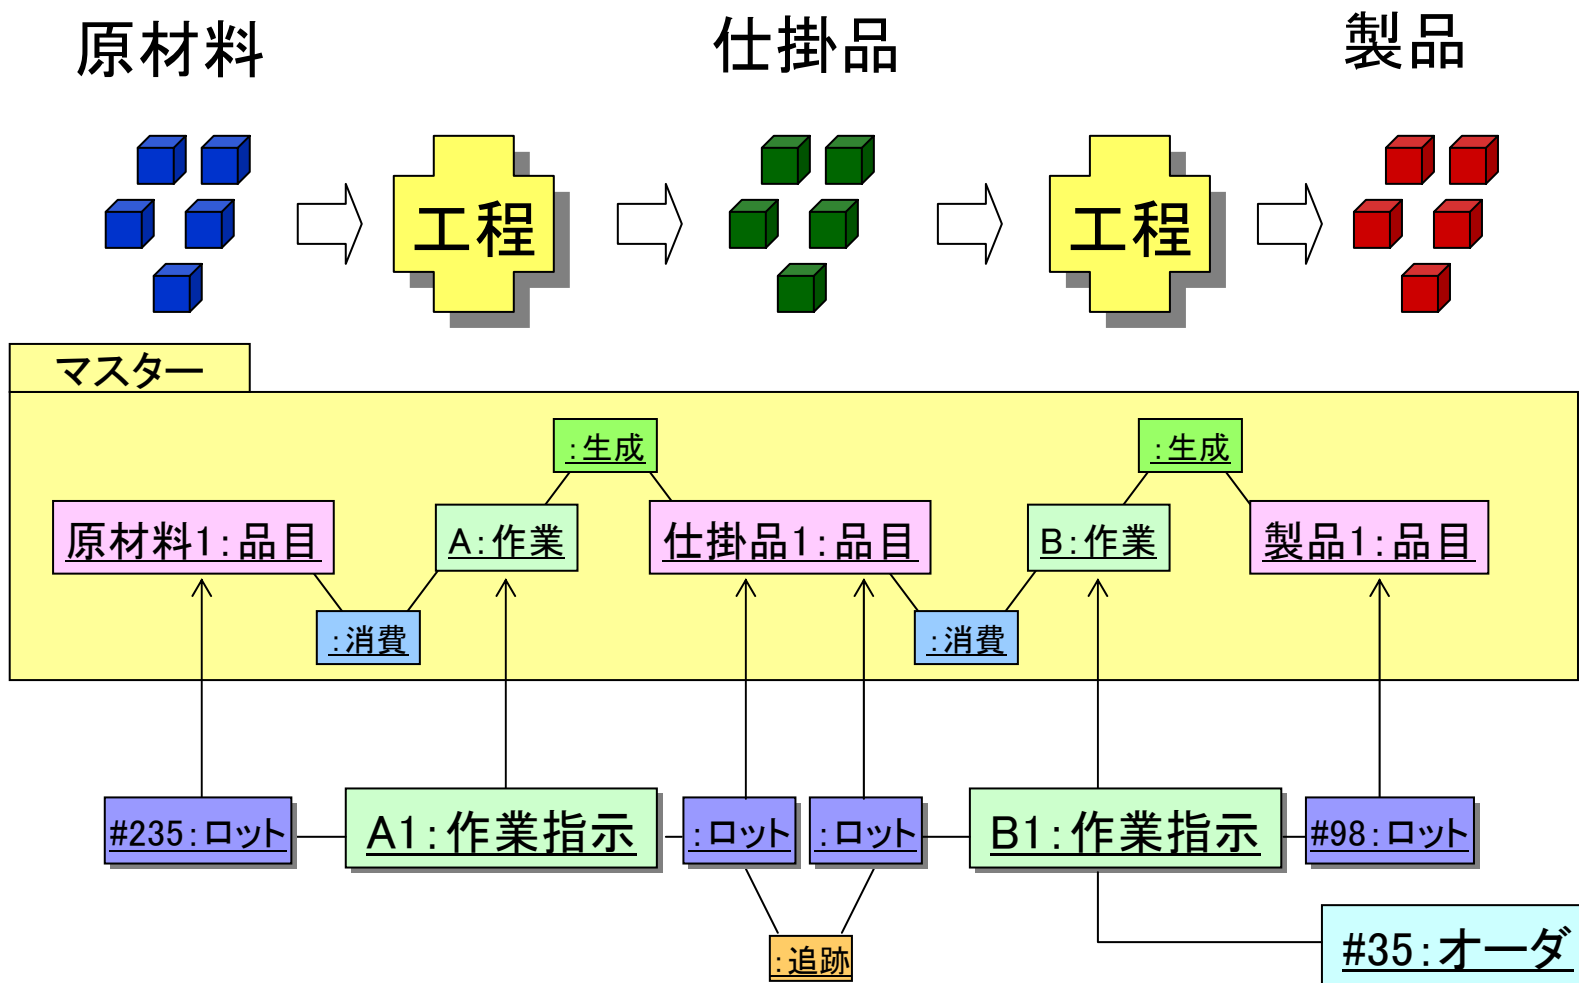 原材料
仕掛品
製品
工程
工程
マスター
:生成
:生成
原材料1:品目
A:作業
仕掛品1:品目
B:作業
製品1:品目
:消費
:消費
#235:ロット
A1:作業指示
:ロット
:ロット
B1:作業指示
#98:ロット
:追跡
#35:オーダ